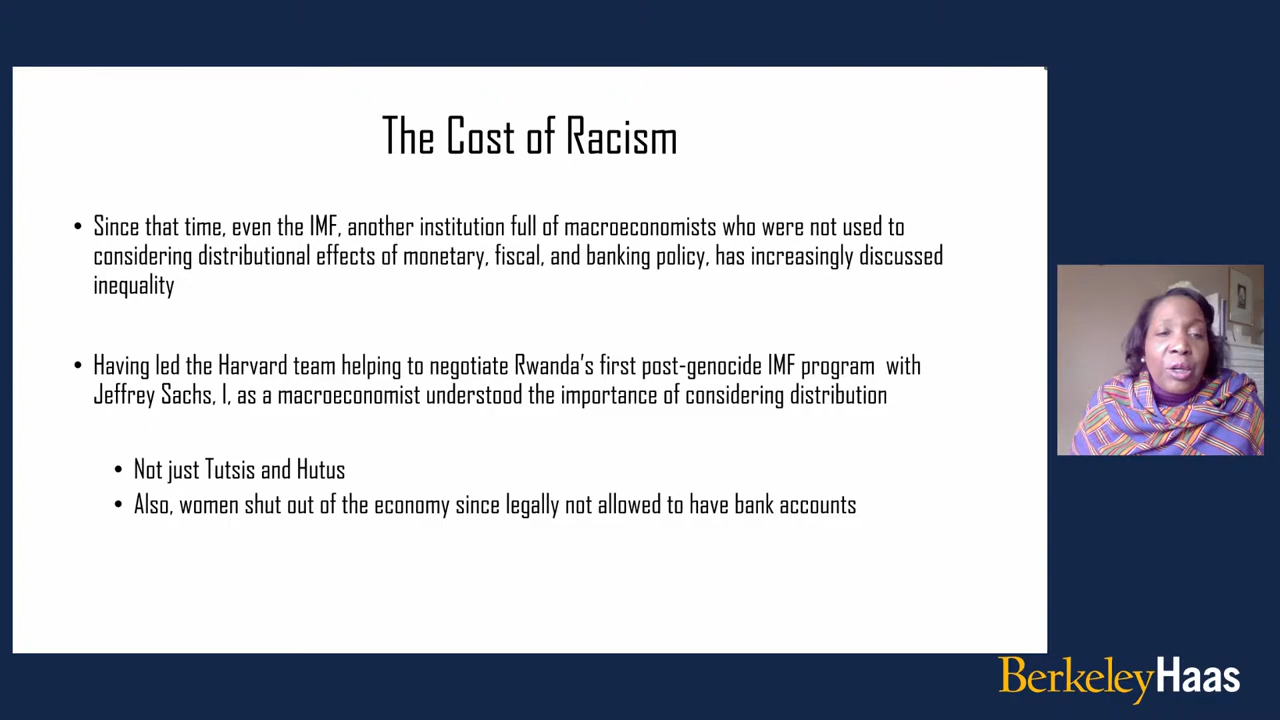 The Cost of Racism
• Since that time, even the IMF, another institution full of macroeconomists who were not used to
considering distributional effects of monetary, fiscal, and banking policy, has increasingly discussed
inequality
• Having led the Harvard team helping to negotiate Rwanda's first post-genocide IMF program with
Jeffrey Sachs, I, as a macroeconomist understood the importance of considering distribution
• Not just Tutsis and Hutus
• Also, women shut out of the economy since legally not allowed to have bank accounts
BerkeleyHaas